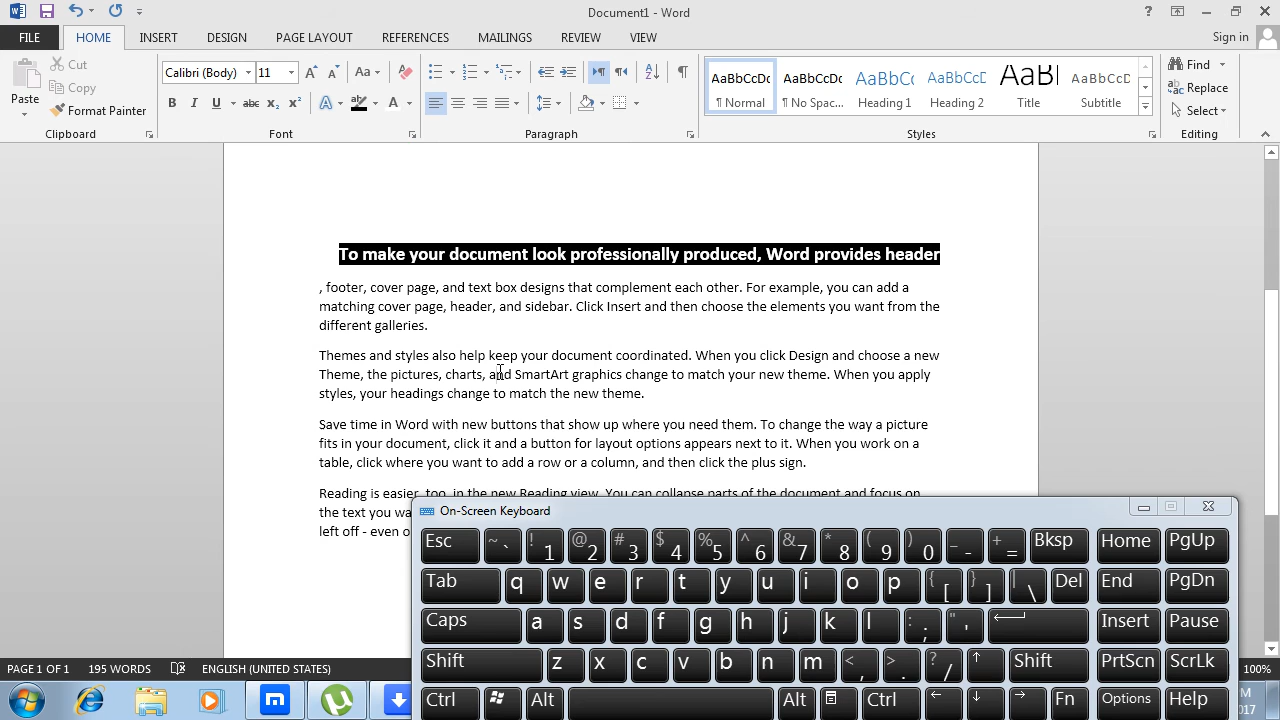 Document1 - Word
Sign in
FILE HOME INSERT DESIGN PAGE LAYOUT REFERENCES MAILINGS REVIEW VIEW
Paste
Cut
Copy
Format Painter
Clipboard
Calibri (Body) 11
Font
Paragraph
AaBbCcDc AaBbCcDc AaBbCc AaBbCcD AaBl AaBbCcD
¶ Normal ¶ No Spac... Heading 1 Heading 2 Title Subtitle
Styles
Find
Replace
Select
Editing
To make your document look professionally produced, Word provides header
, footer, cover page, and text box designs that complement each other. For example, you can add a
matching cover page, header, and sidebar. Click Insert and then choose the elements you want from the
different galleries.
Themes and styles also help keep your document coordinated. When you click Design and choose a new
Theme, the pictures, charts, and SmartArt graphics change to match your new theme. When you apply
styles, your headings change to match the new theme.
Save time in Word with new buttons that show up where you need them. To change the way a picture
fits in your document, click it and a button for layout options appears next to it. When you work on a
table, click where you want to add a row or a column, and then click the plus sign.
Reading is easier, too, in the new Reading view. You can collapse parts of the document and focus on
the text you wa
left off - even o
On-Screen Keyboard
Esc ~ ` ! 1 @ 2 # 3 $ 4 % 5 ^ 6 & 7 * 8 ( 9 ) 0 _ - + = Bksp Home PgUp
Tab q w e r t y u i o p { [ } ] | \ Del End PgDn
Caps a s d f g h j k l : ; " ' Insert Pause
Shift z x c v b n m < , > . ? / Shift PrtScn ScrLk
Ctrl Alt Alt Ctrl Fn Options Help
PAGE 1 OF 1 195 WORDS ENGLISH (UNITED STATES) 100%
M
017